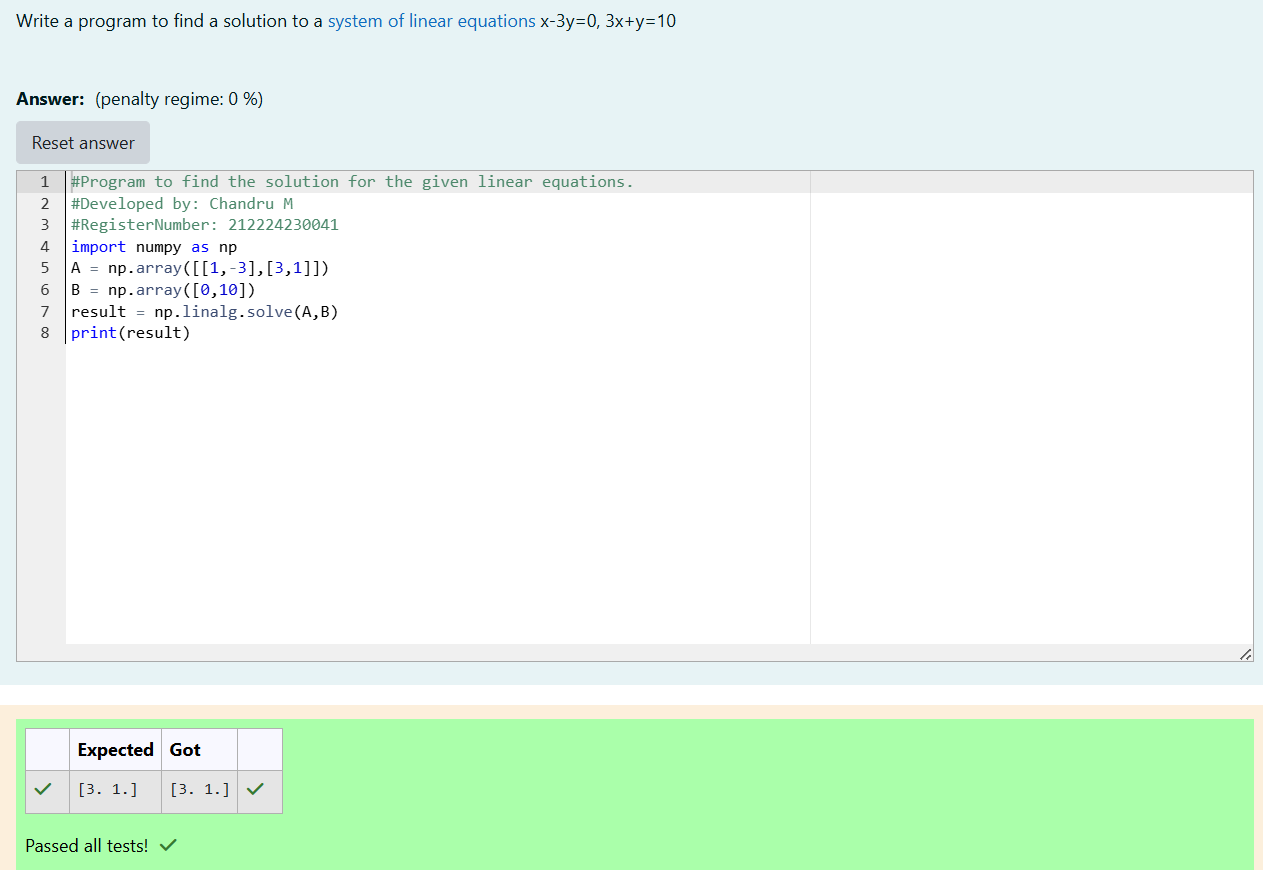 Write a program to find a solution to a system of linear equations x-3y=0, 3x+y=10
Answer: (penalty regime: 0 %)
Reset answer
1 #Program to find the solution for the given linear equations.
2 #Developed by: Chandru M
3 #RegisterNumber: 212224230041
4 import numpy as np
5 A = np.array([[1,-3],[3,1]])
6 B = np.array([0,10])
7 result = np.linalg.solve(A,B)
8 print(result)
Expected Got
[3. 1.] [3. 1.]
Passed all tests!